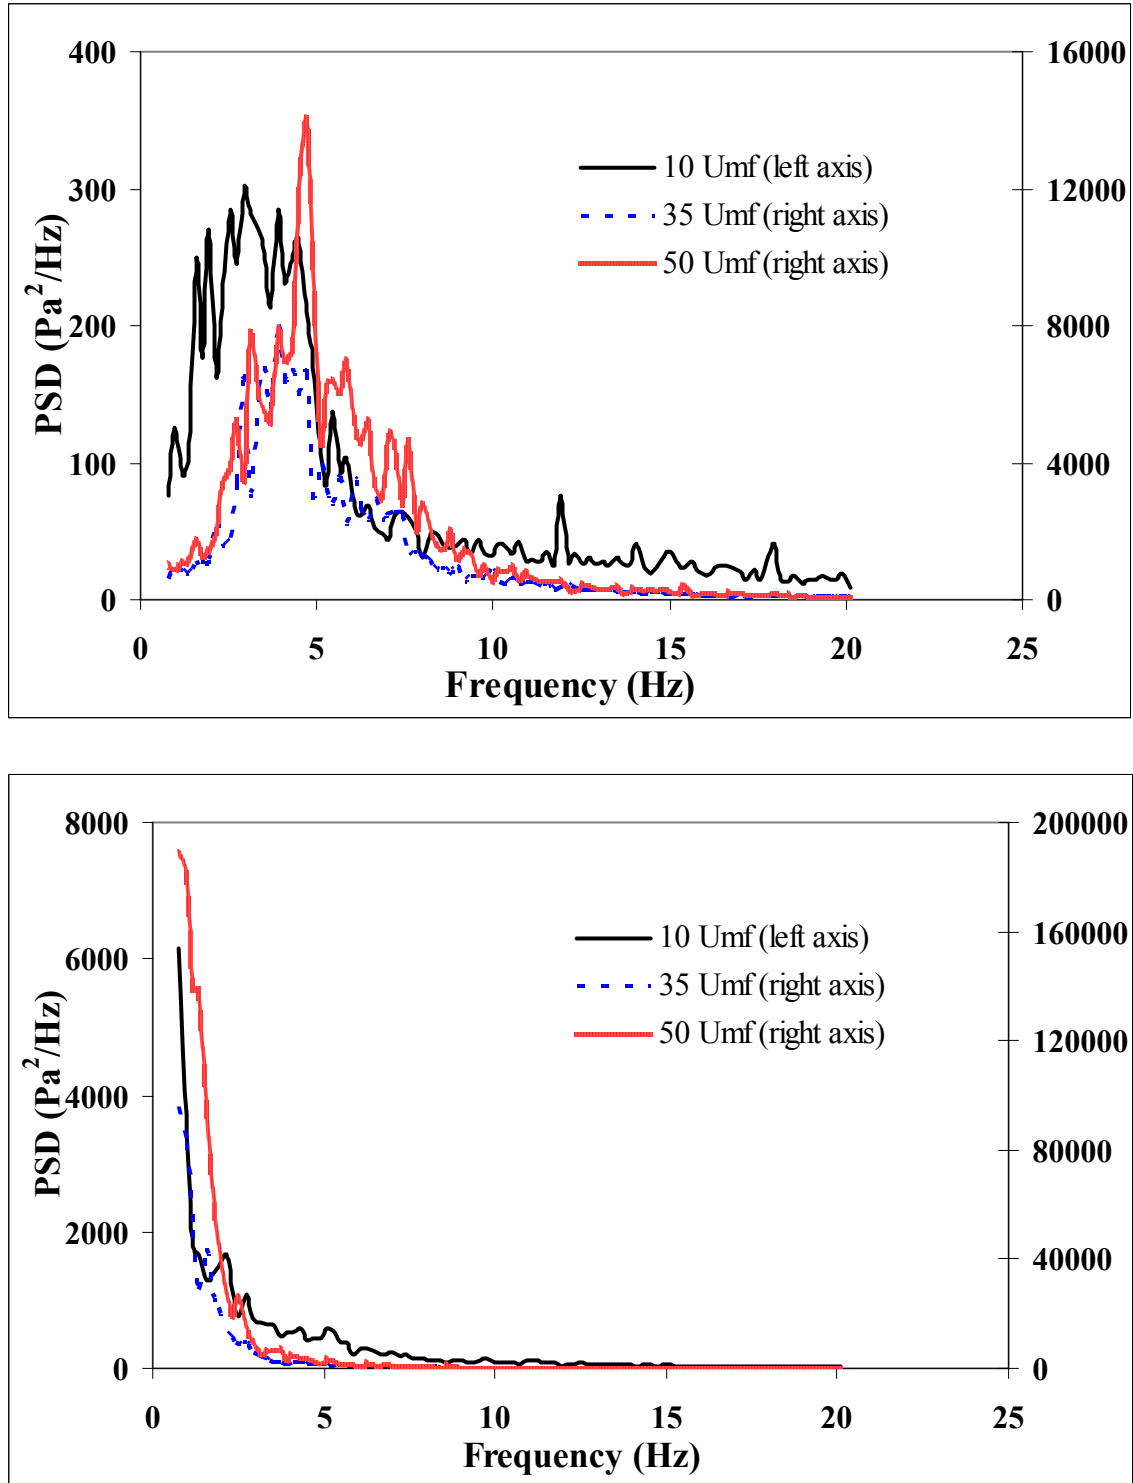 400
16000
300
12000
200
8000
100
4000
0
0
PSD (Pa²/Hz)
10 Umf (left axis)
35 Umf (right axis)
50 Umf (right axis)
0 5 10 15 20 25
Frequency (Hz)
8000
200000
6000
160000
4000
120000
2000
80000
0
40000
0
PSD (Pa²/Hz)
10 Umf (left axis)
35 Umf (right axis)
50 Umf (right axis)
0 5 10 15 20 25
Frequency (Hz)